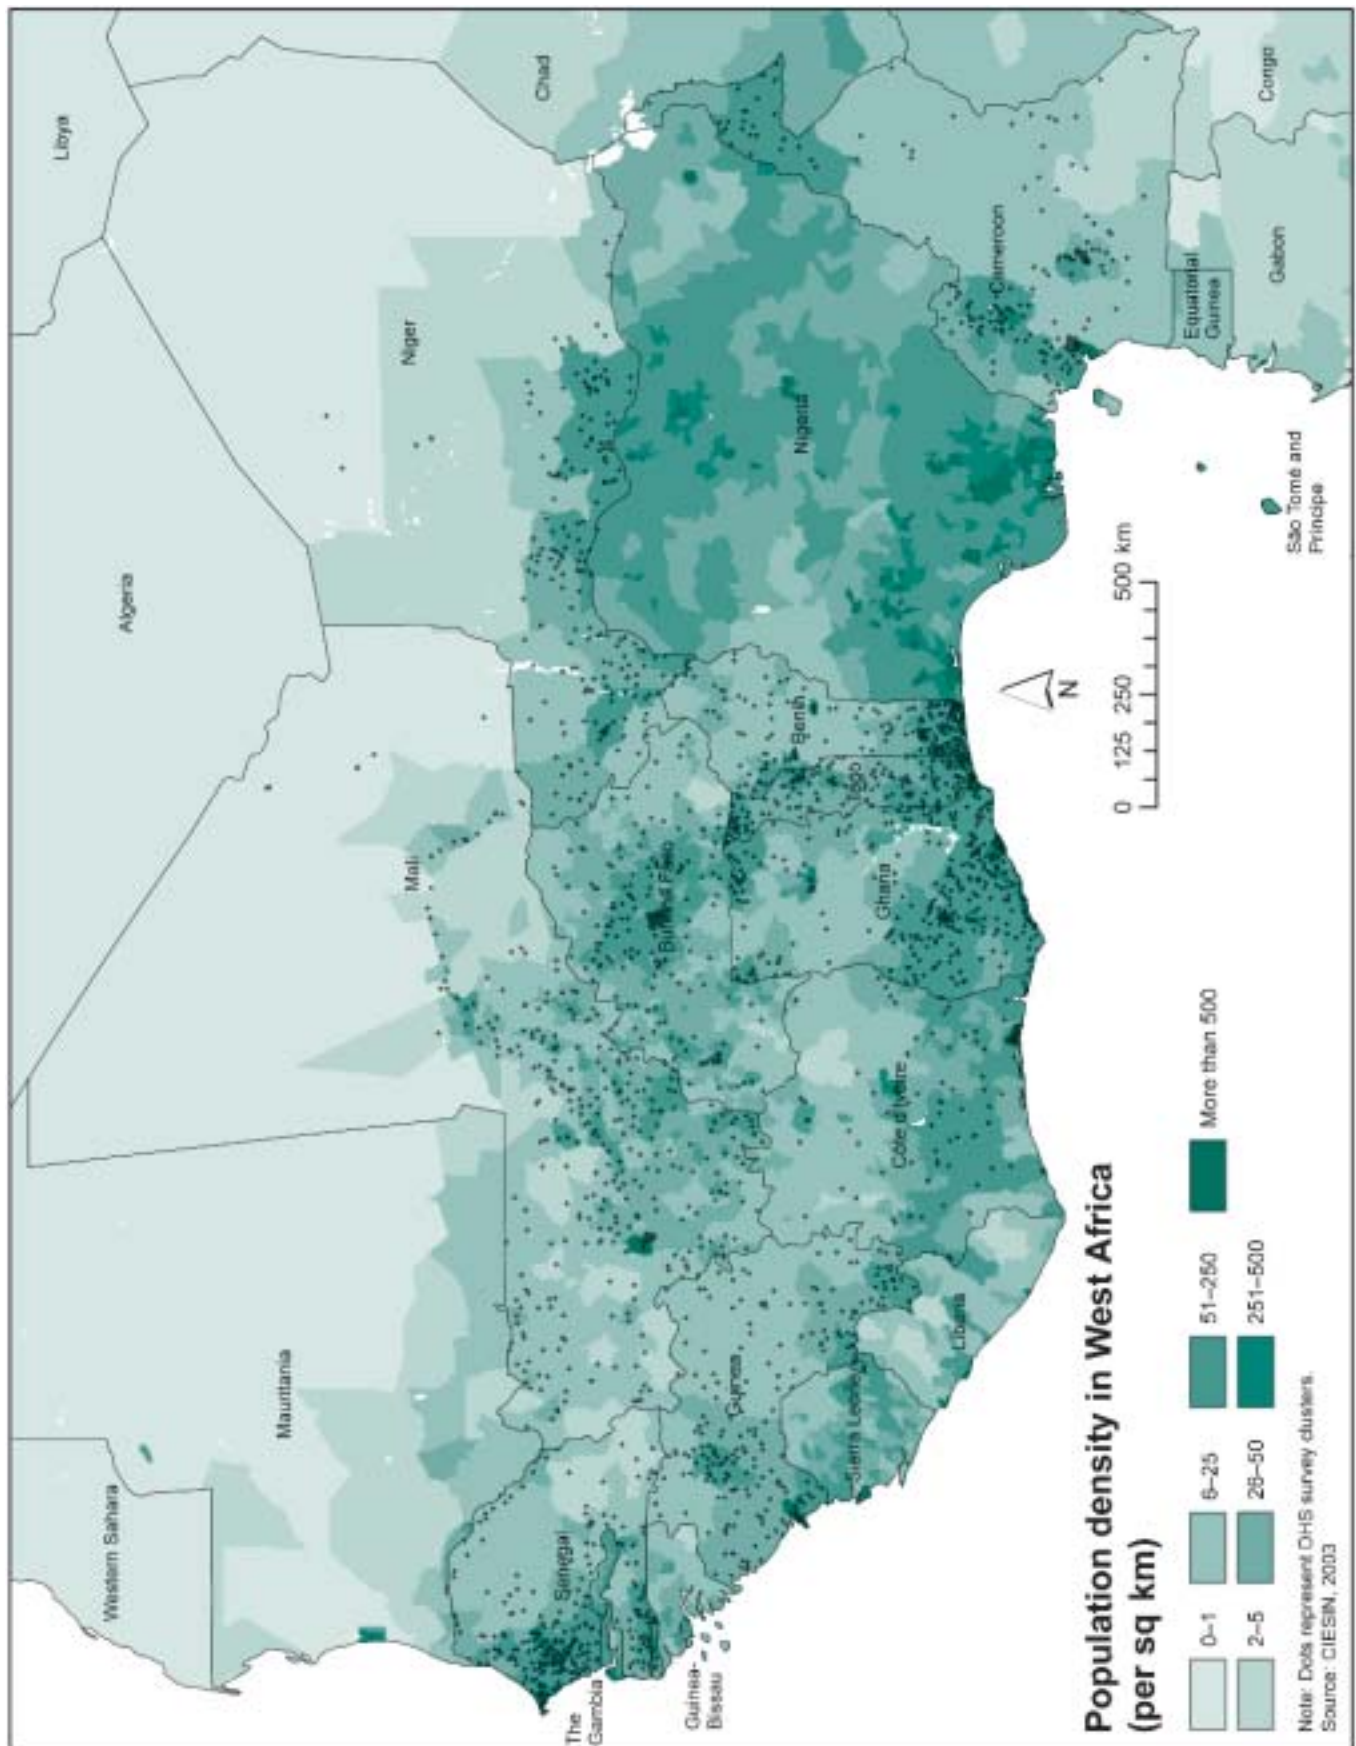 Libya
Algeria
Western Sahara
Mauritania
Mali
Niger
Chad
Senegal
The
Gambia
Guinea-
Bissau
Guinea
Sierra Leone
Liberia
Côte d'Ivoire
Burkina Faso
Ghana
Togo
Benin
Nigeria
Cameroon
Equatorial
Guinea
Gabon
Congo
São Tomé and
Principe
N
0 125 250 500 km
Population density in West Africa
(per sq km)
0–1 6–25 51–250 More than 500
2–5 26–50 251–500
Note: Dots represent DHS survey clusters.
Source: CIESIN, 2003